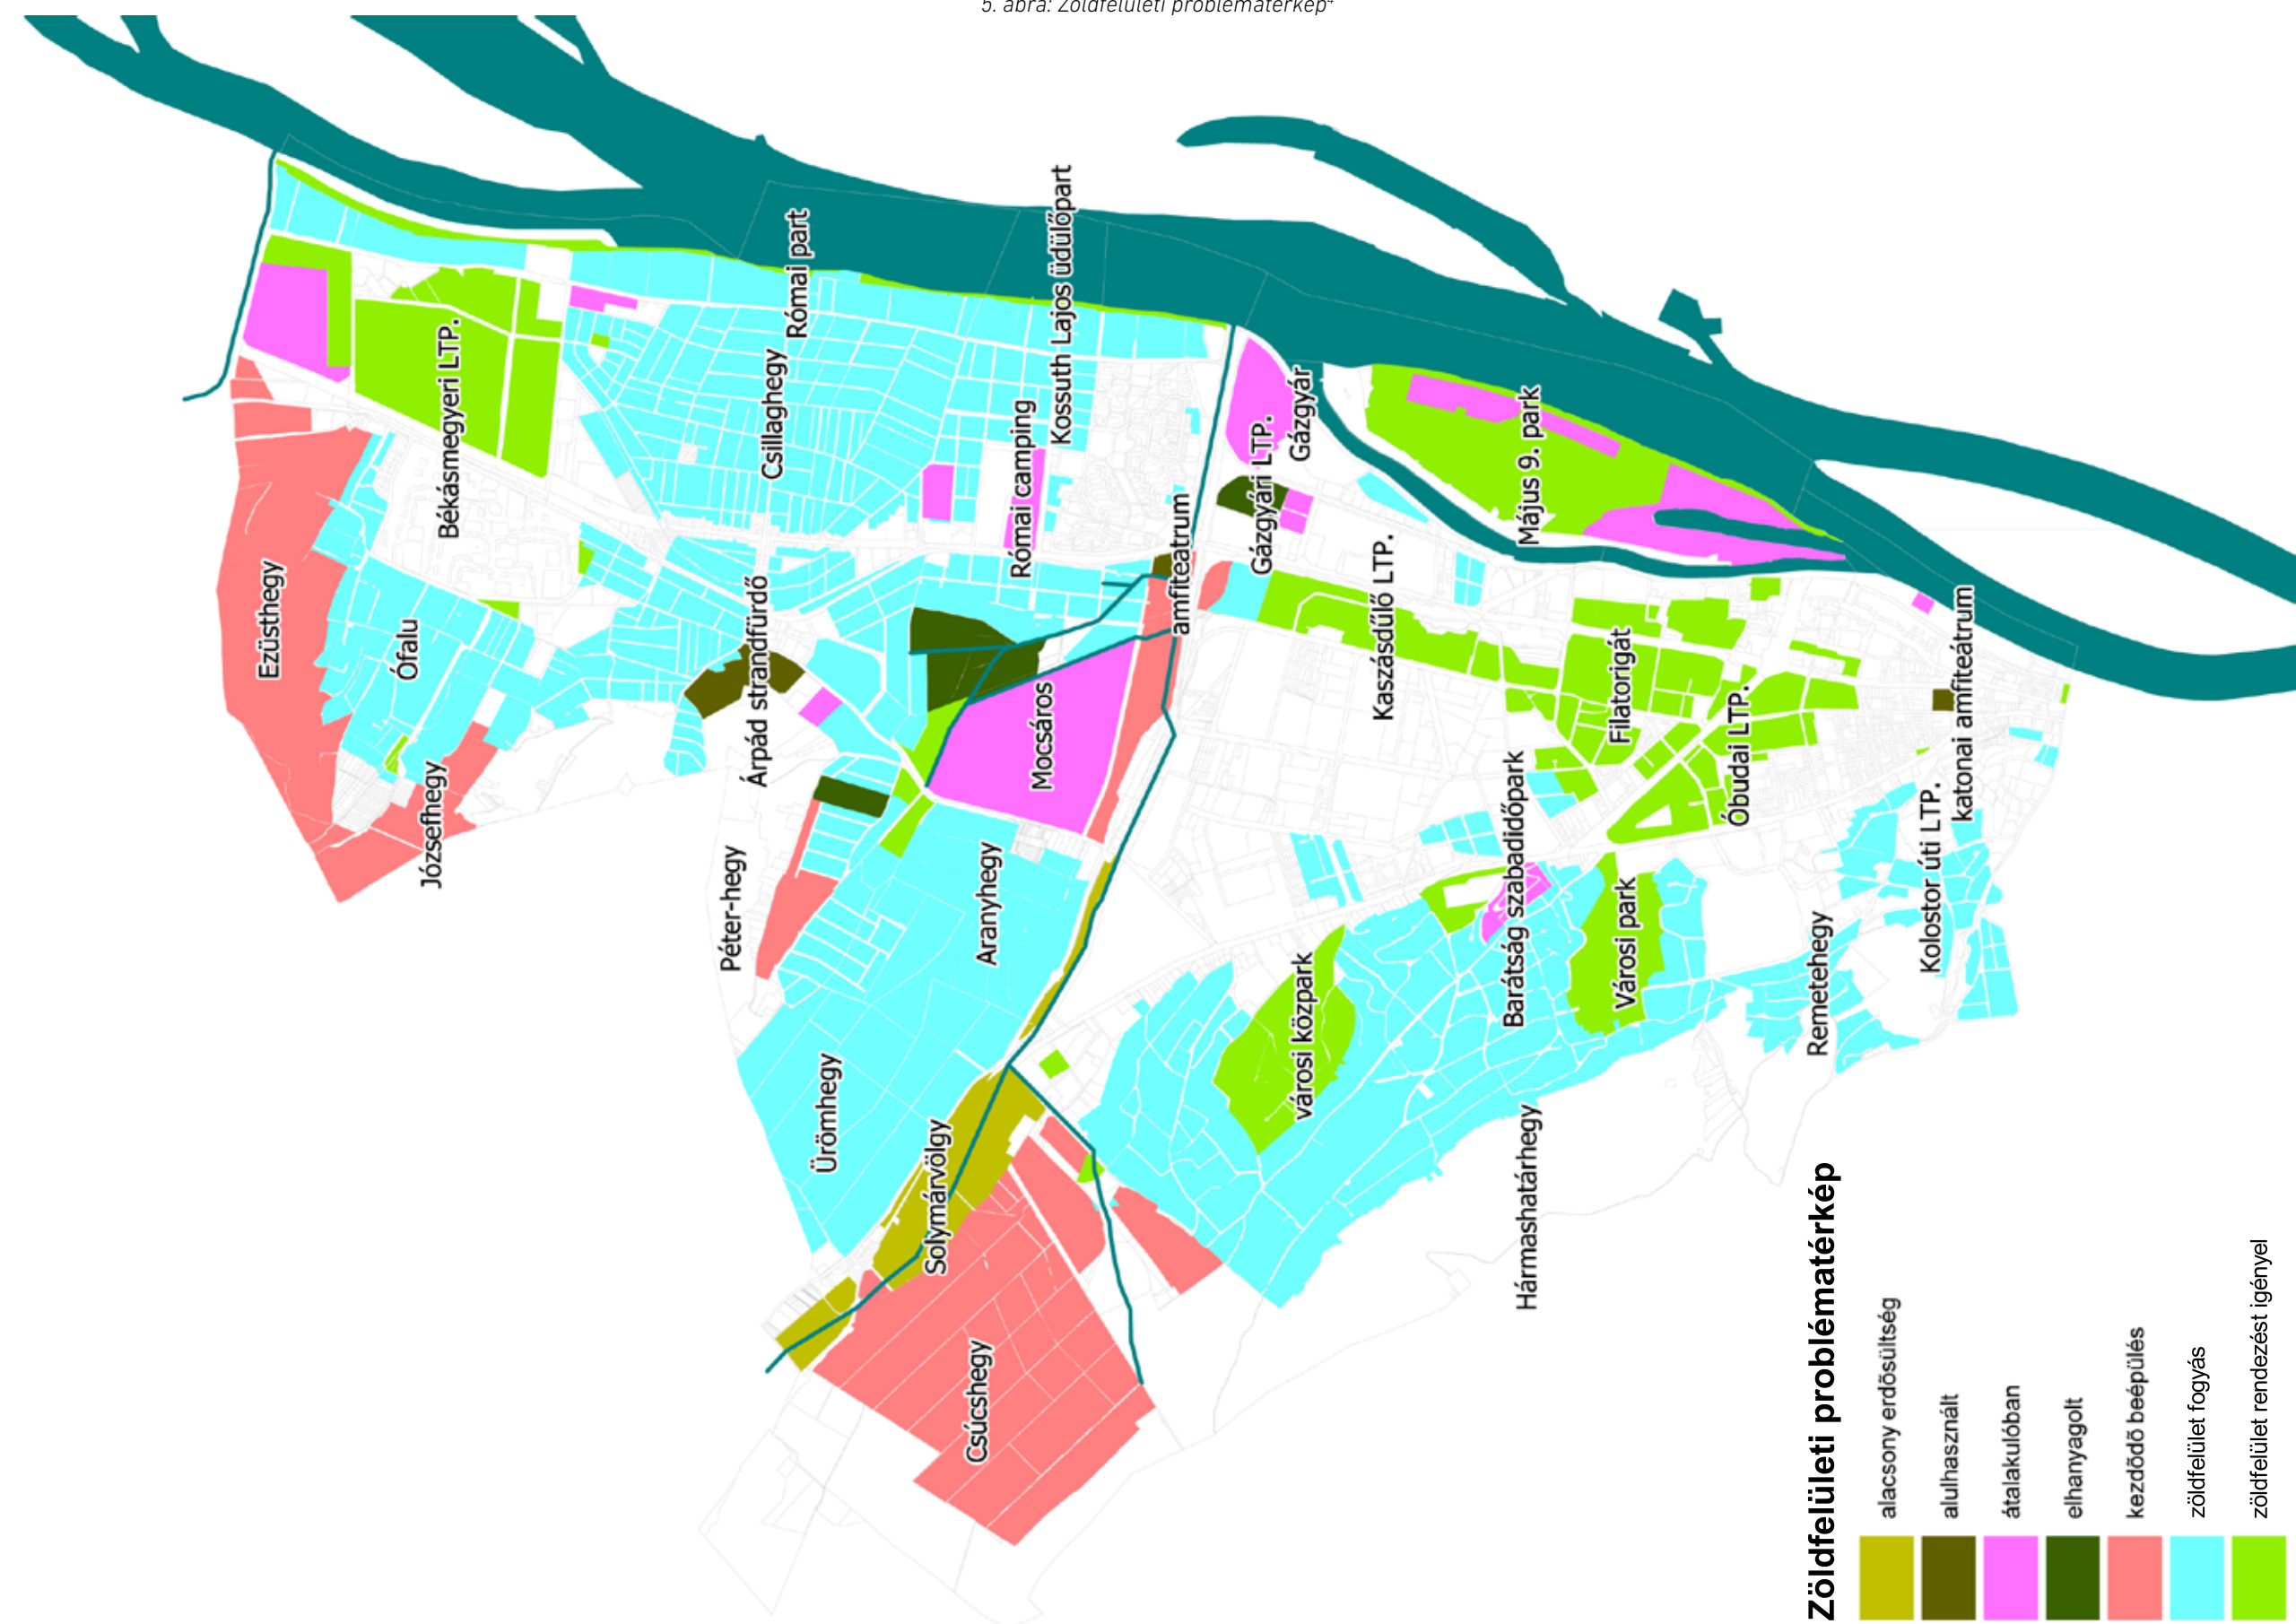 5. ábra: Zöldfelületi problématérkép⁴
Római part
Kossuth Lajos üdülőpart
Békásmegyeri LTP.
Csillaghegy
Római camping
Gázgyár
Gázgyári LTP.
Május 9. park
amfiteátrum
Kaszásdűlő LTP.
Ezüsthegy
Ófalu
Árpád strandfürdő
Mocsáros
Filatorigát
Óbudai LTP.
katonai amfiteátrum
Józsefhegy
Péter-hegy
Aranyhegy
Barátság szabadidőpark
Városi park
Kolostor úti LTP.
Remetehegy
városi közpark
Ürömhegy
Solymárvölgy
Hármashatárhegy
Csúcshegy
Zöldfelületi problématérkép
alacsony erdõsültség
alulhasznált
átalakulóban
elhanyagolt
kezdõdõ beépülés
zöldfelület fogyás
zöldfelület rendezést igényel